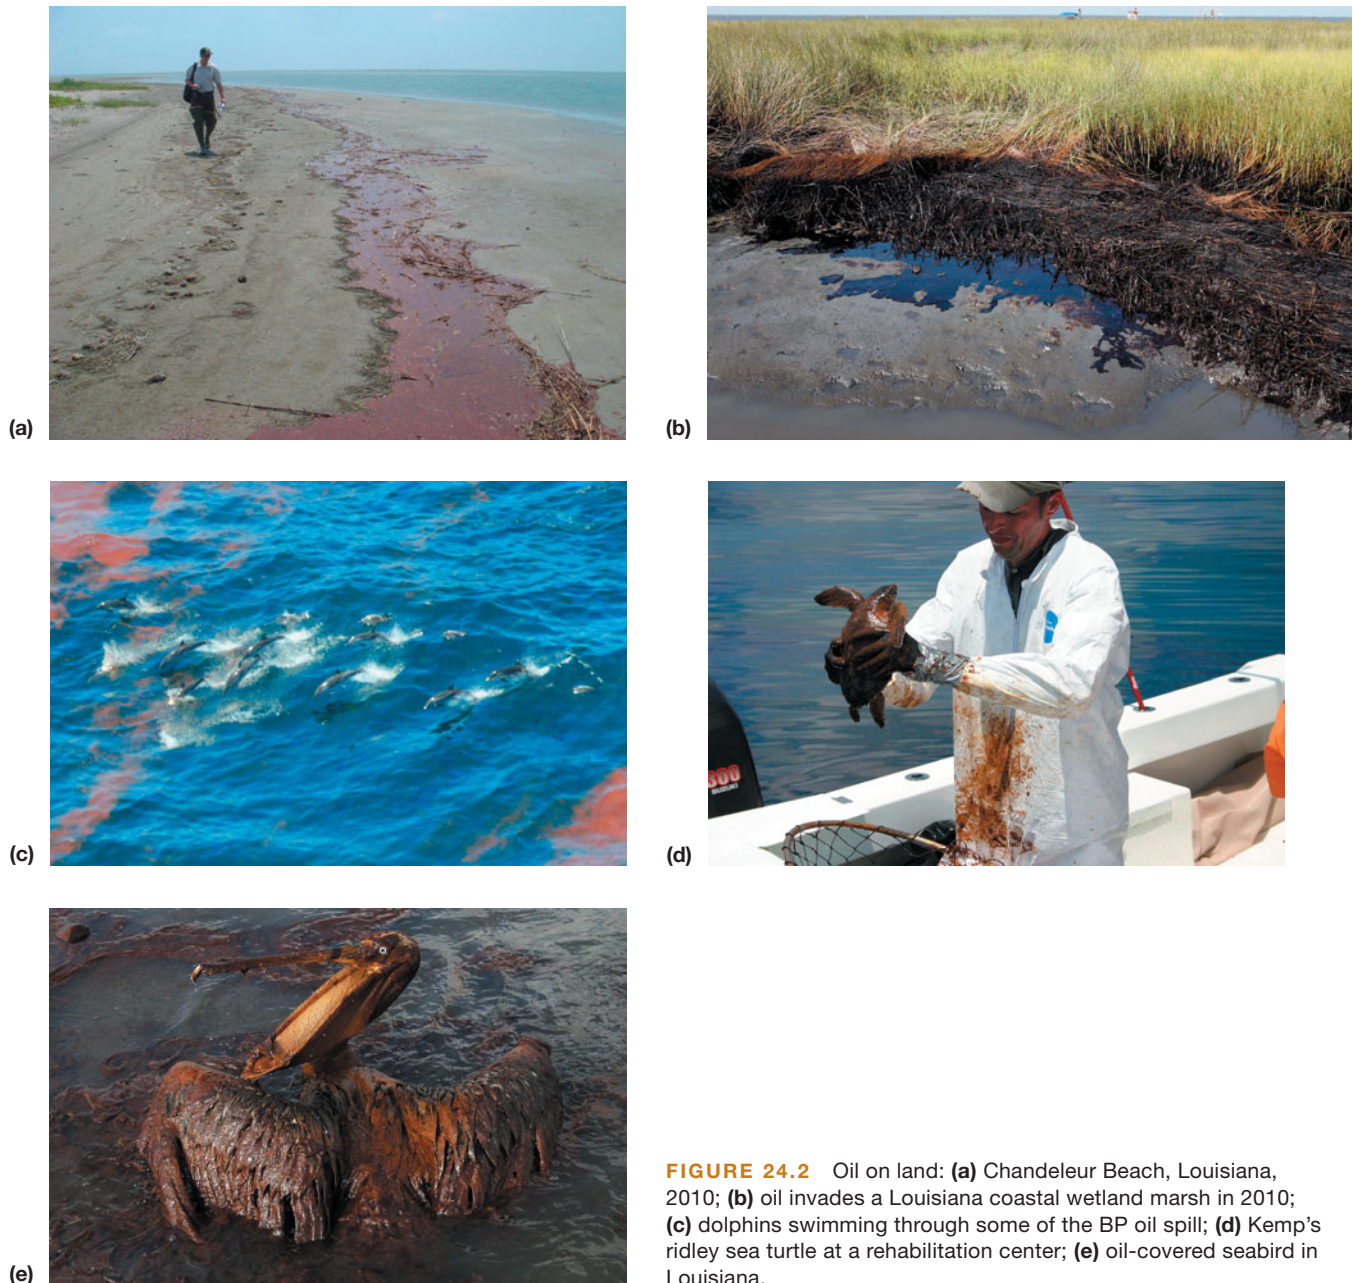 (a)
(b)
(c)
300
SUZUKI
(d)
(e)
FIGURE 24.2 Oil on land: (a) Chandeleur Beach, Louisiana,
2010; (b) oil invades a Louisiana coastal wetland marsh in 2010;
(c) dolphins swimming through some of the BP oil spill; (d) Kemp’s
ridley sea turtle at a rehabilitation center; (e) oil-covered seabird in
Louisiana.